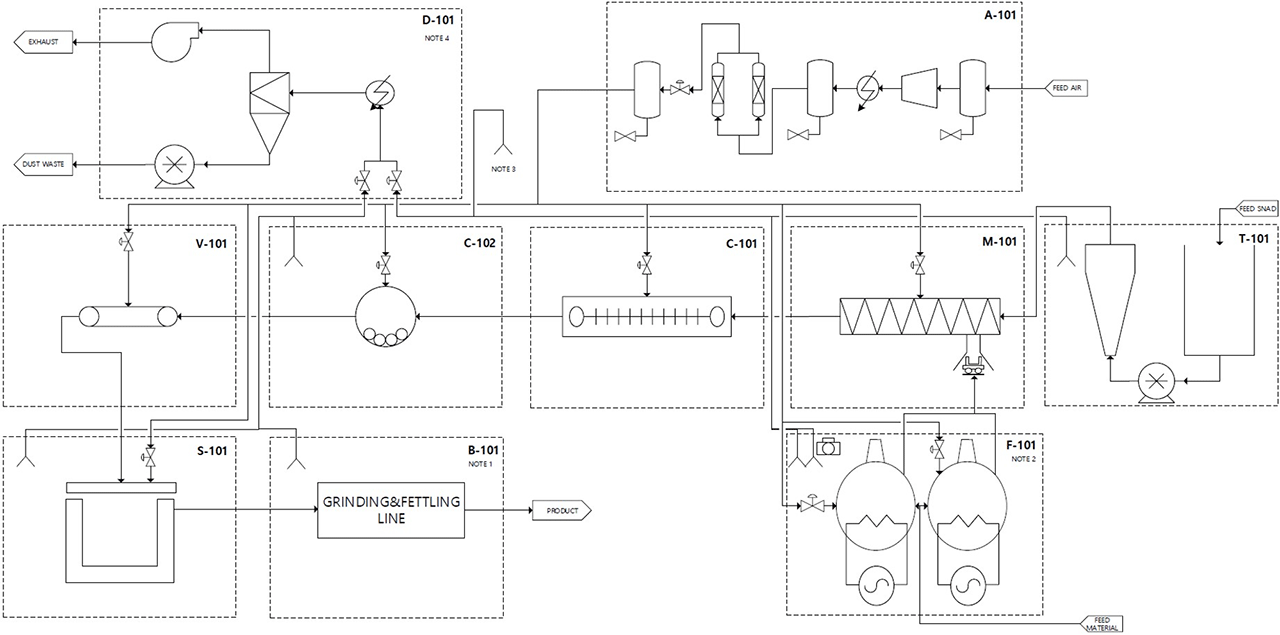 D-101
NOTE 4
EXHAUST
DUST WASTE
A-101
FEED AIR
NOTE 3
FEED SNAD
V-101
C-102
C-101
M-101
T-101
S-101
B-101
NOTE 1
GRINDING&FETTLING
LINE
PRODUCT
F-101
NOTE 2
FEED
MATERIAL